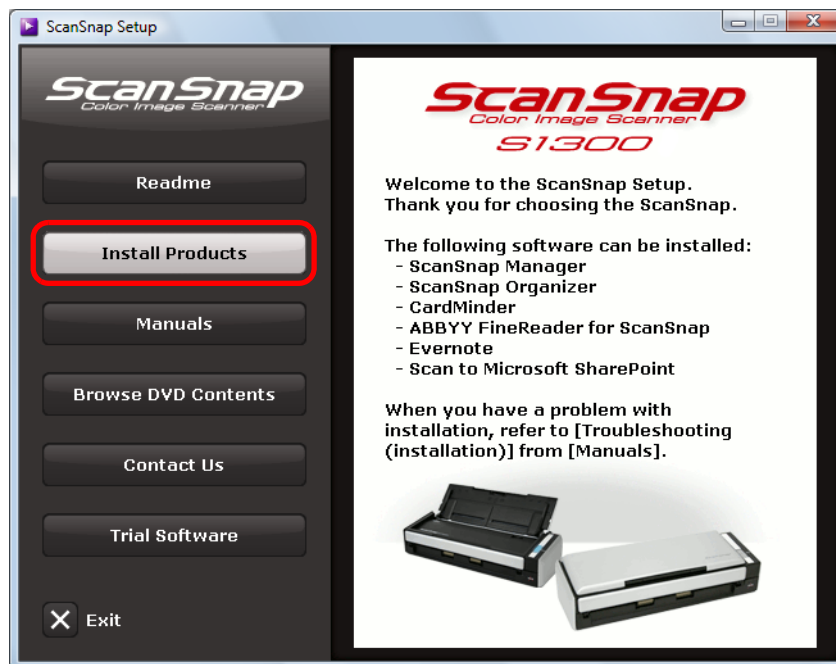 ScanSnap Setup
ScanSnap
Color Image Scanner
Readme
Install Products
Manuals
Browse DVD Contents
Contact Us
Trial Software
Exit
ScanSnap
Color Image Scanner
S1300
Welcome to the ScanSnap Setup.
Thank you for choosing the ScanSnap.
The following software can be installed:
- ScanSnap Manager
- ScanSnap Organizer
- CardMinder
- ABBYY FineReader for ScanSnap
- Evernote
- Scan to Microsoft SharePoint
When you have a problem with
installation, refer to [Troubleshooting
(installation)] from [Manuals].